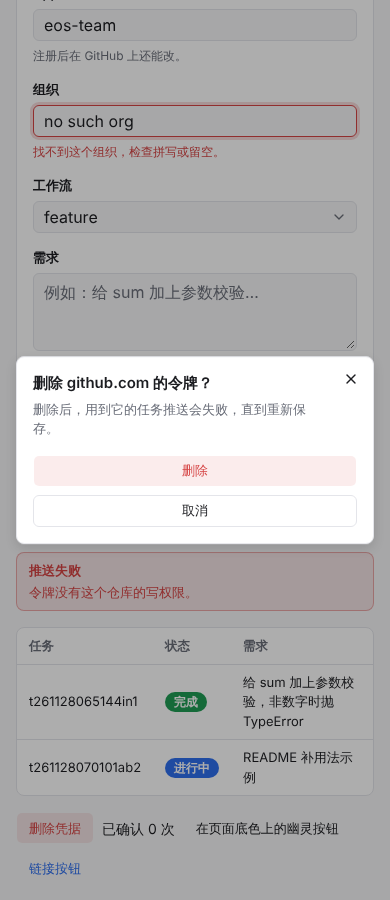 eos-team
注册后在 GitHub 上还能改。
组织
no such org
找不到这个组织，检查拼写或留空。
工作流
feature
需求
例如：给 sum 加上参数校验...
删除 github.com 的令牌？
删除后，用到它的任务推送会失败，直到重新保
存。
删除
取消
推送失败
令牌没有这个仓库的写权限。
任务 状态 需求
t261128065144in1 完成 给 sum 加上参数校
验，非数字时抛
TypeError
t261128070101ab2 进行中 README 补用法示
例
删除凭据 已确认 0 次 在页面底色上的幽灵按钮
链接按钮